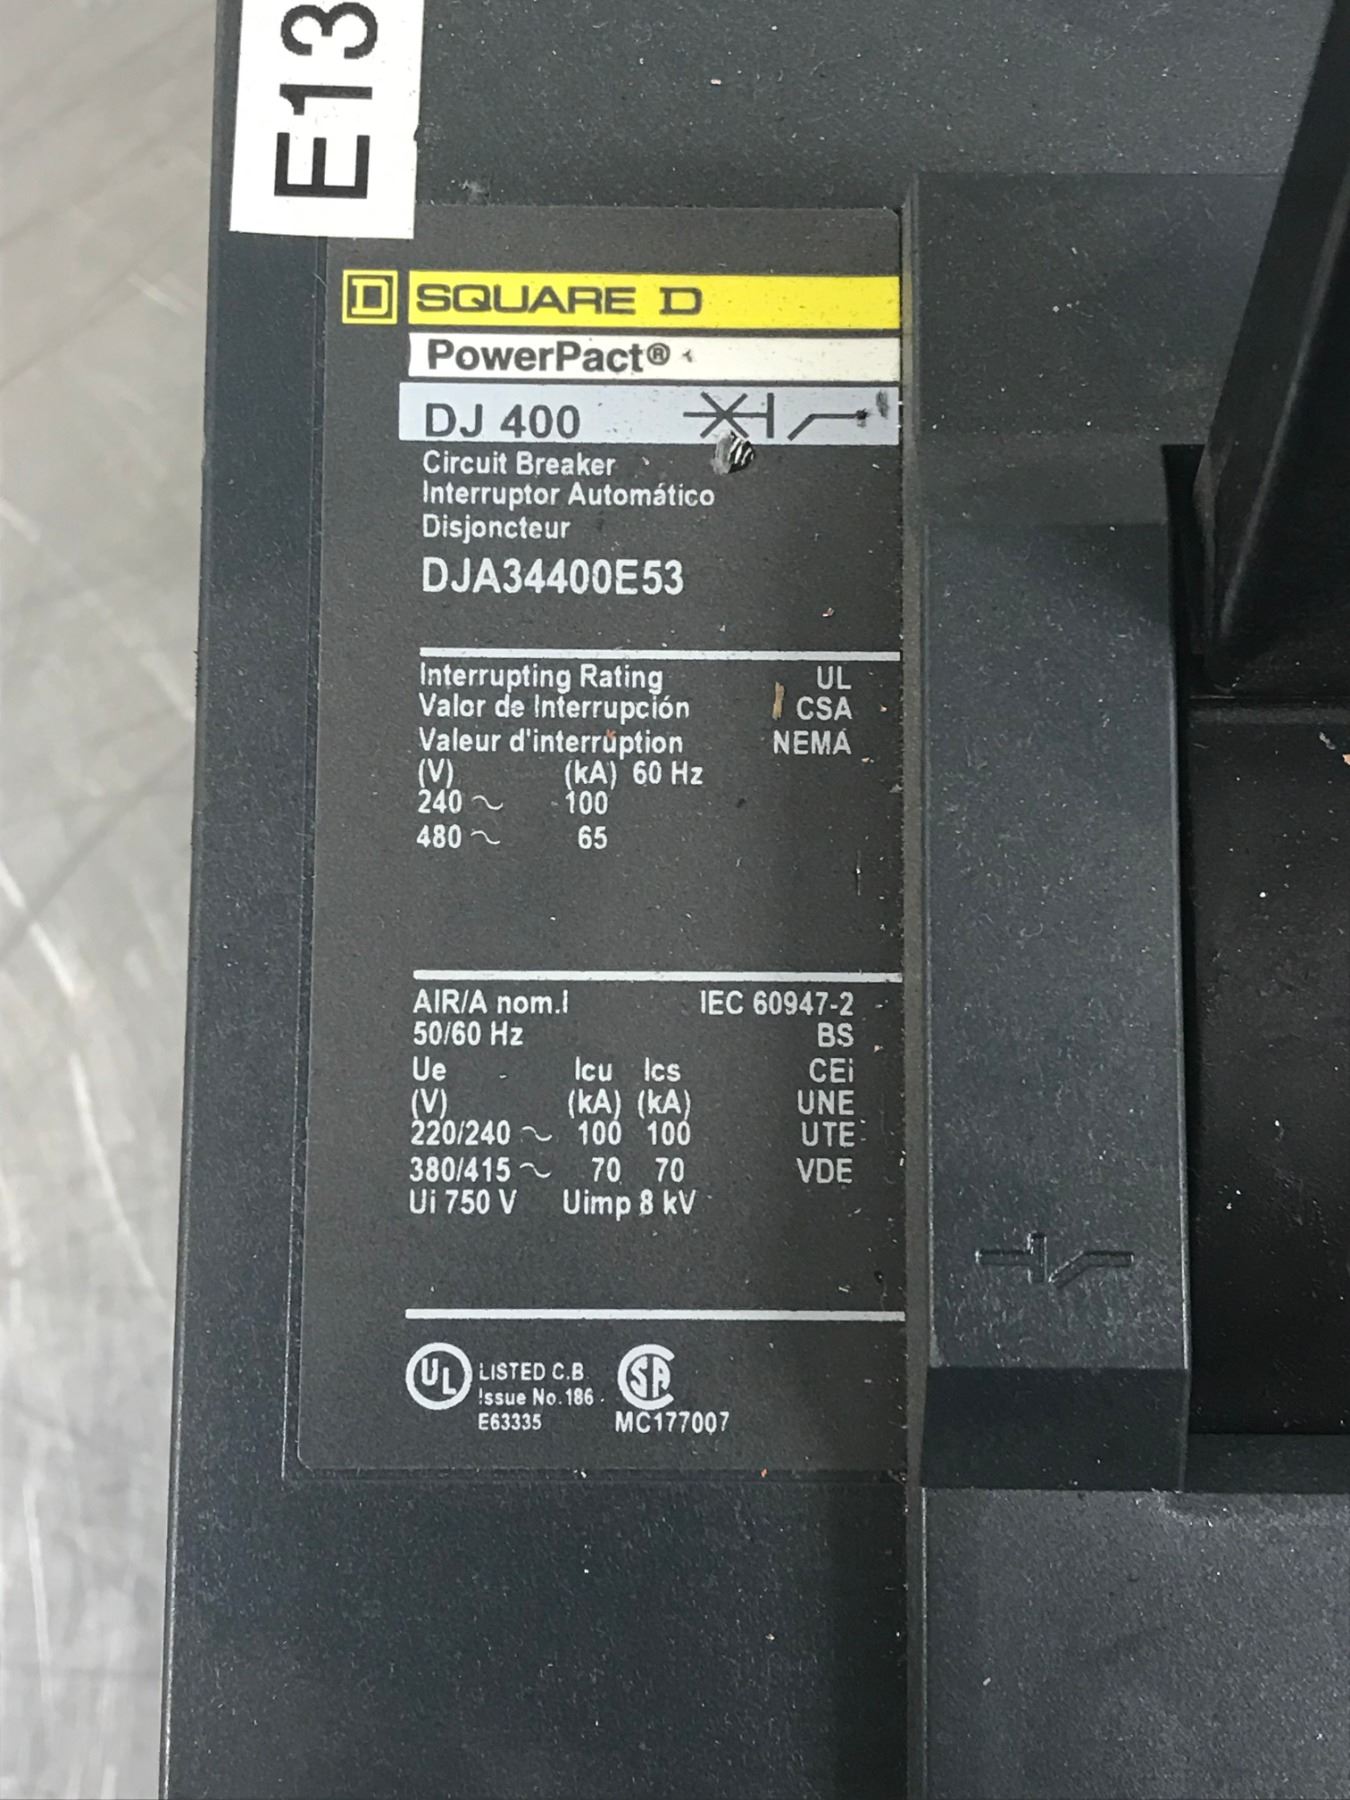 E13
D SQUARE D
PowerPact®
DJ 400
Circuit Breaker
Interruptor Automático
Disjoncteur
DJA34400E53
Interrupting Rating UL
Valor de Interrupción CSA
Valeur d'interruption NEMA
(V) (kA) 60 Hz
240 ~ 100
480 ~ 65
AIR/A nom.I IEC 60947-2
50/60 Hz BS
Ue Icu Ics CEi
(V) (kA) (kA) UNE
220/240 ~ 100 100 UTE
380/415 ~ 70 70 VDE
Ui 750 V Uimp 8 kV
UL LISTED C.B. SA
Issue No. 186
E63335 MC177007